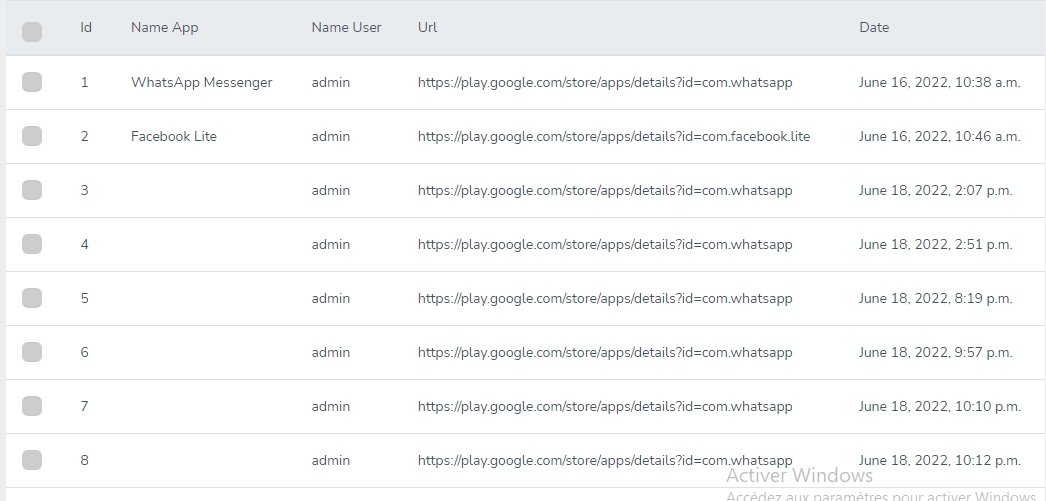 Id Name App Name User Url Date
1 WhatsApp Messenger admin https://play.google.com/store/apps/details?id=com.whatsapp June 16, 2022, 10:38 a.m.
2 Facebook Lite admin https://play.google.com/store/apps/details?id=com.facebook.lite June 16, 2022, 10:46 a.m.
3 admin https://play.google.com/store/apps/details?id=com.whatsapp June 18, 2022, 2:07 p.m.
4 admin https://play.google.com/store/apps/details?id=com.whatsapp June 18, 2022, 2:51 p.m.
5 admin https://play.google.com/store/apps/details?id=com.whatsapp June 18, 2022, 8:19 p.m.
6 admin https://play.google.com/store/apps/details?id=com.whatsapp June 18, 2022, 9:57 p.m.
7 admin https://play.google.com/store/apps/details?id=com.whatsapp June 18, 2022, 10:10 p.m.
8 admin https://play.google.com/store/apps/details?id=com.whatsapp June 18, 2022, 10:12 p.m.
Activer Windows
Accédez aux paramètres pour activer Windows